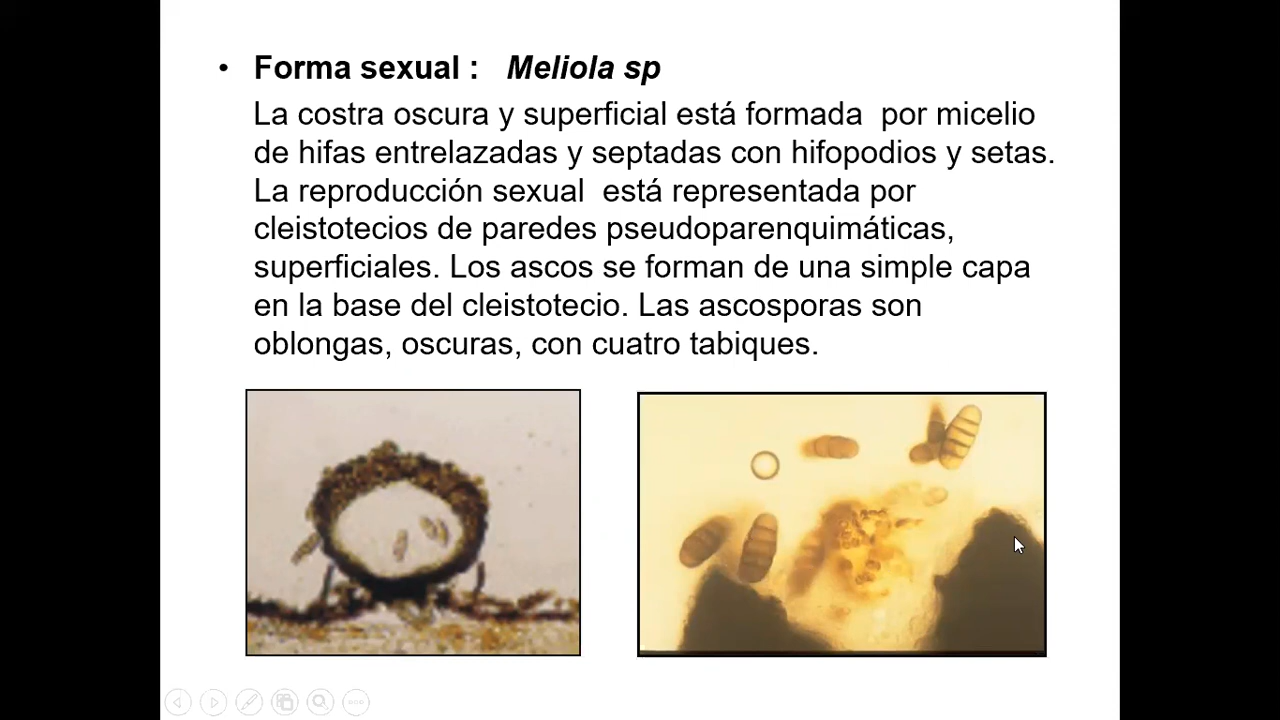 • Forma sexual : Meliola sp
La costra oscura y superficial está formada por micelio
de hifas entrelazadas y septadas con hifopodios y setas.
La reproducción sexual está representada por
cleistotecios de paredes pseudoparenquimáticas,
superficiales. Los ascos se forman de una simple capa
en la base del cleistotecio. Las ascosporas son
oblongas, oscuras, con cuatro tabiques.